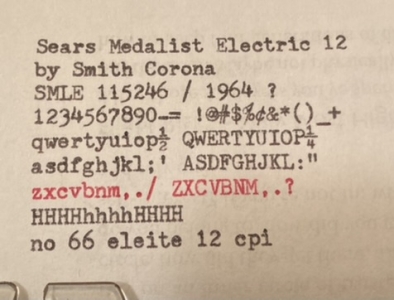 Sears Medalist Electric 12
by Smith Corona
SMLE 115246 / 1964 ?
1234567890-= !@#$%¢&*()_+
qwertyuiop½ QWERTYUIOP¼
asdfghjkl;' ASDFGHJKL:"
zxcvbnm,./ ZXCVBNM,.?
HHHHhhhhHHHH
no 66 eleite 12 cpi